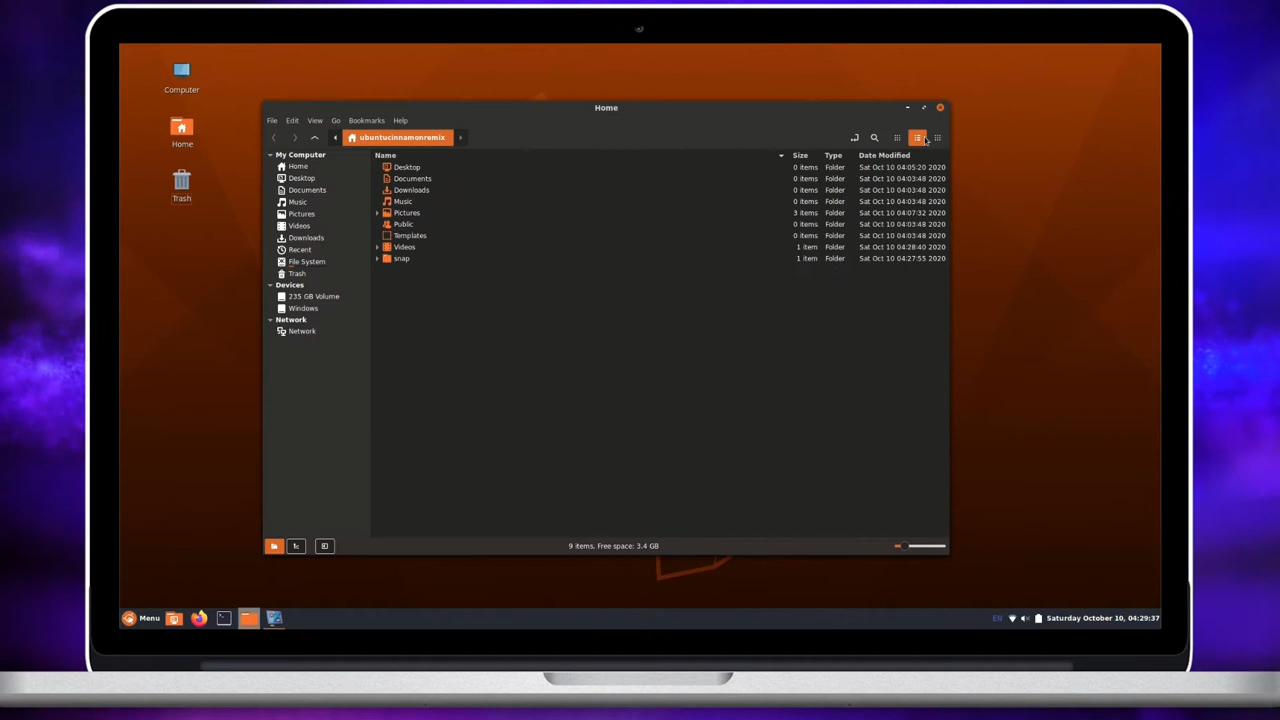 Computer
Home
Trash
Home
File Edit View Go Bookmarks Help
ubuntucinnamonremix
My Computer
Home
Desktop
Documents
Music
Pictures
Videos
Downloads
Recent
File System
Trash
Devices
235 GB Volume
Windows
Network
Network
Name Size Type Date Modified
Desktop 0 items Folder Sat Oct 10 04:05:20 2020
Documents 0 items Folder Sat Oct 10 04:03:48 2020
Downloads 0 items Folder Sat Oct 10 04:03:48 2020
Music 0 items Folder Sat Oct 10 04:03:48 2020
Pictures 3 items Folder Sat Oct 10 04:07:32 2020
Public 0 items Folder Sat Oct 10 04:03:48 2020
Templates 0 items Folder Sat Oct 10 04:03:48 2020
Videos 1 item Folder Sat Oct 10 04:28:40 2020
snap 1 item Folder Sat Oct 10 04:27:55 2020
9 items, Free space: 3.4 GB
Menu EN Saturday October 10, 04:29:37